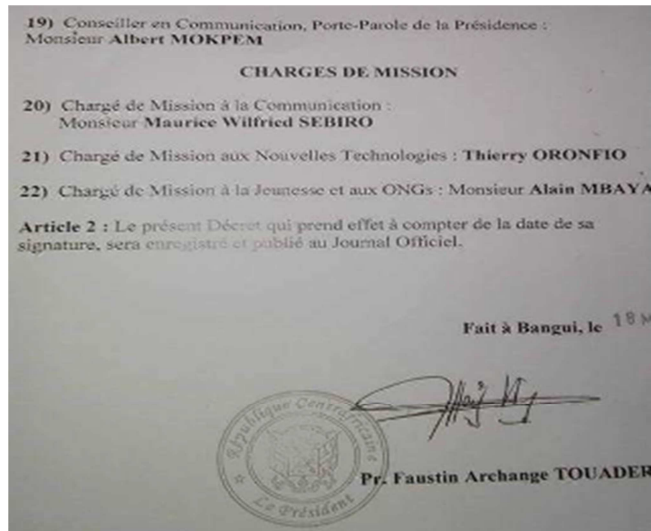 19) Conseiller en Communication, Porte-Parole de la Présidence :
Monsieur Albert MOKPEM
CHARGES DE MISSION
20) Chargé de Mission à la Communication :
Monsieur Maurice Wilfried SEBIRO
21) Chargé de Mission aux Nouvelles Technologies : Thierry ORONFIO
22) Chargé de Mission à la Jeunesse et aux ONGs : Monsieur Alain MBAYA
Article 2 : Le présent Décret qui prend effet à compter de la date de sa
signature, sera enregistré et publié au Journal Officiel.
Fait à Bangui, le 18 M
République Centrafricaine
Le Président
Pr. Faustin Archange TOUADER